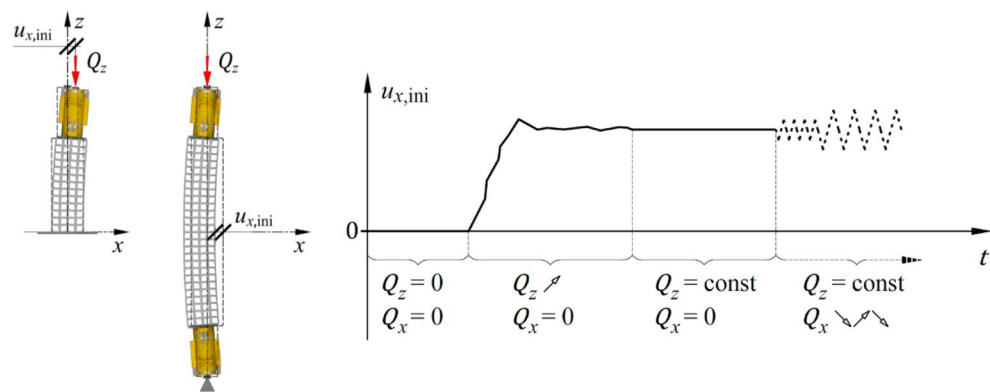 z
z
u_x,ini
Q_z
Q_z
u_x,ini
x
x
u_x,ini
0
t
Q_z = 0
Q_x = 0
Q_z ↗
Q_x = 0
Q_z = const
Q_x = 0
Q_z = const
Q_x ↘↗↘